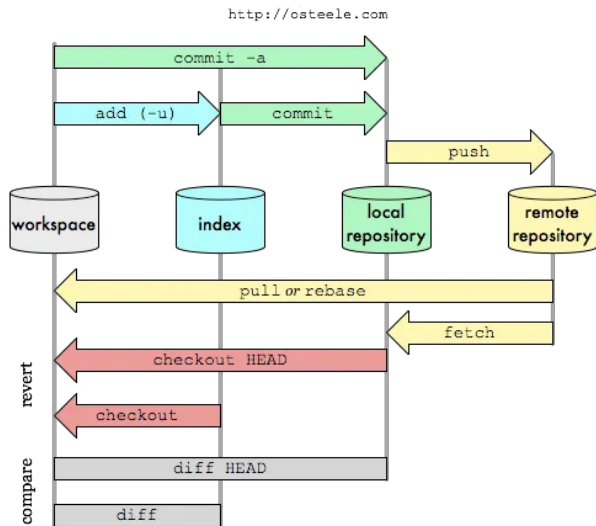 http://osteele.com
commit -a
add (-u)
commit
push
workspace
index
local
repository
remote
repository
pull or rebase
fetch
revert
checkout HEAD
checkout
compare
diff HEAD
diff